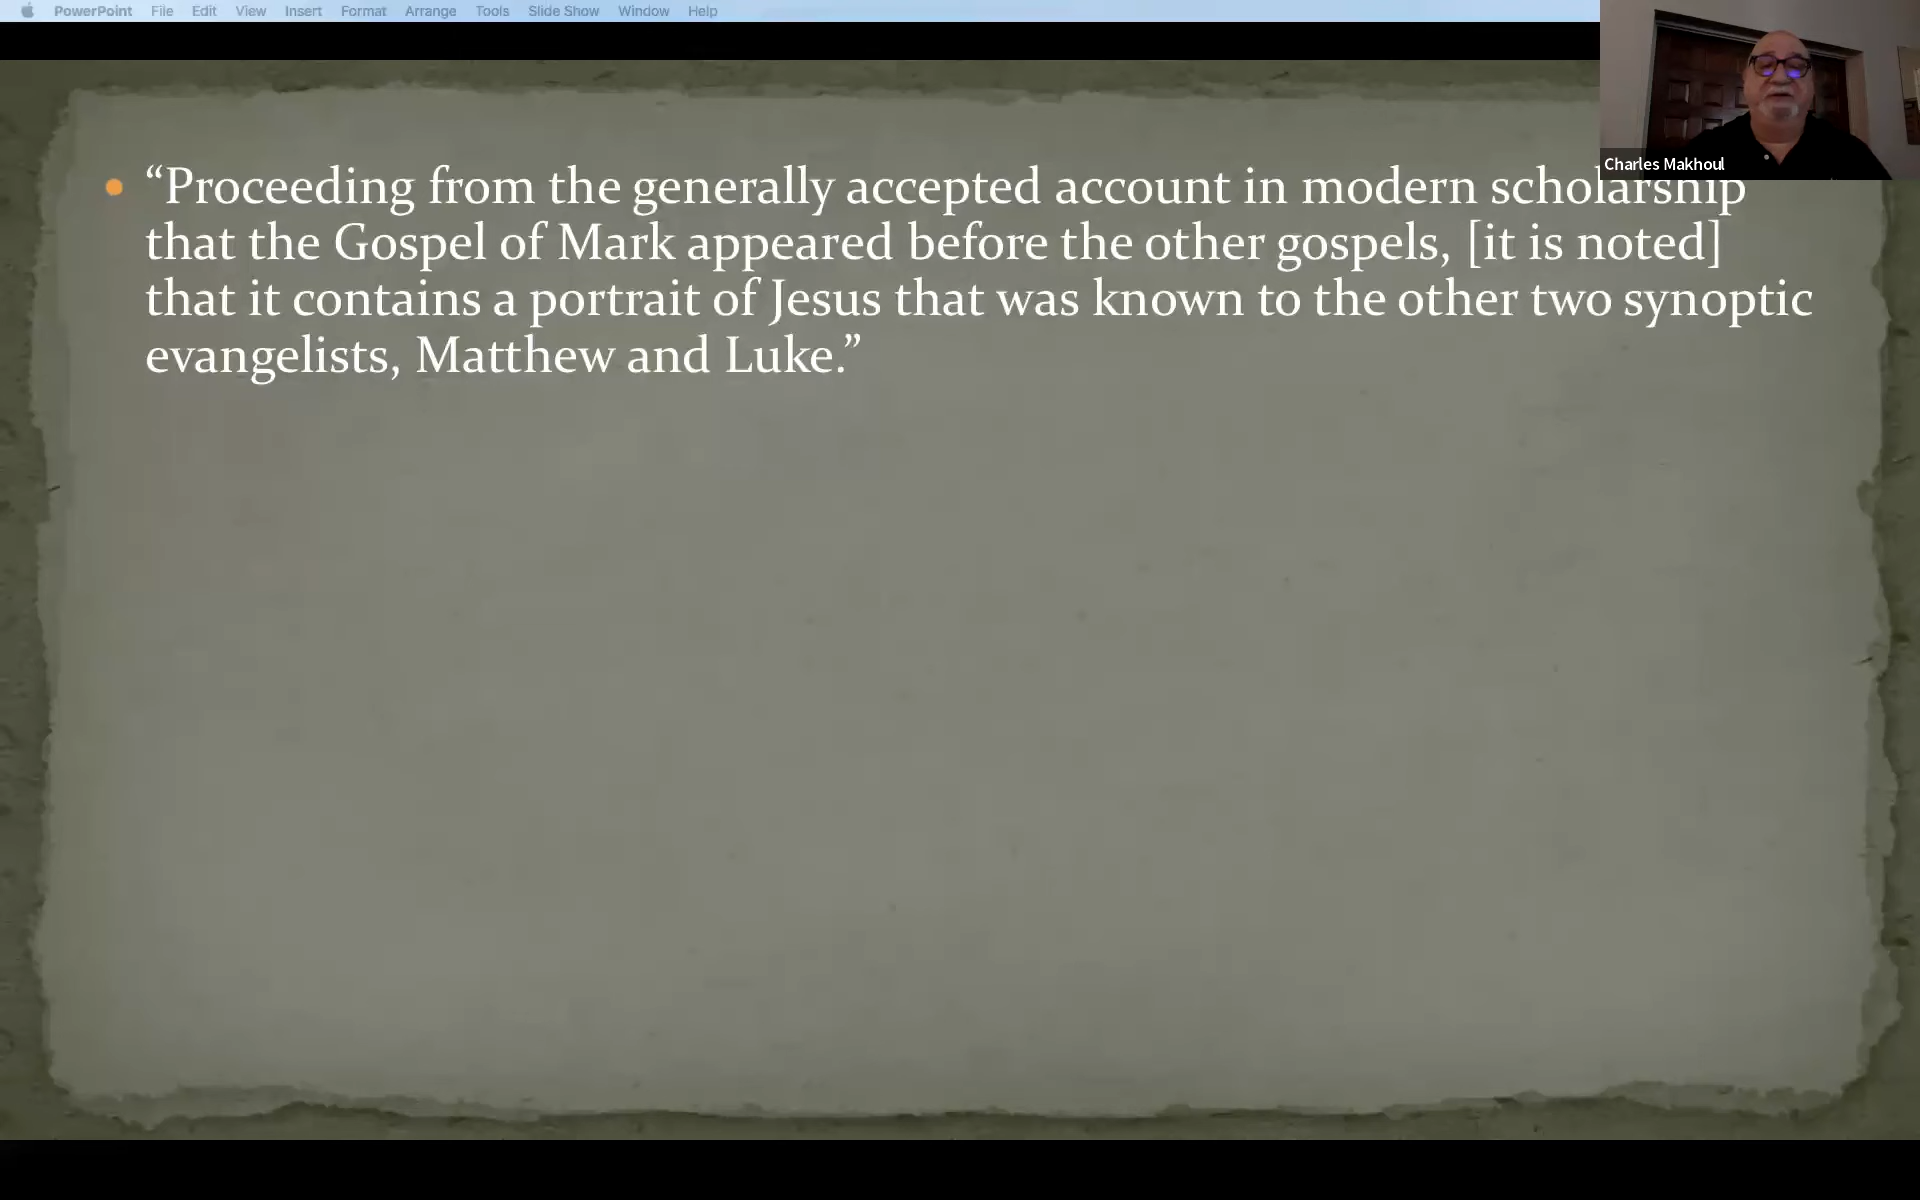 PowerPoint File Edit View Insert Format Arrange Tools Slide Show Window Help
Charles Makhoul
“Proceeding from the generally accepted account in modern scholarship
that the Gospel of Mark appeared before the other gospels, [it is noted]
that it contains a portrait of Jesus that was known to the other two synoptic
evangelists, Matthew and Luke.”